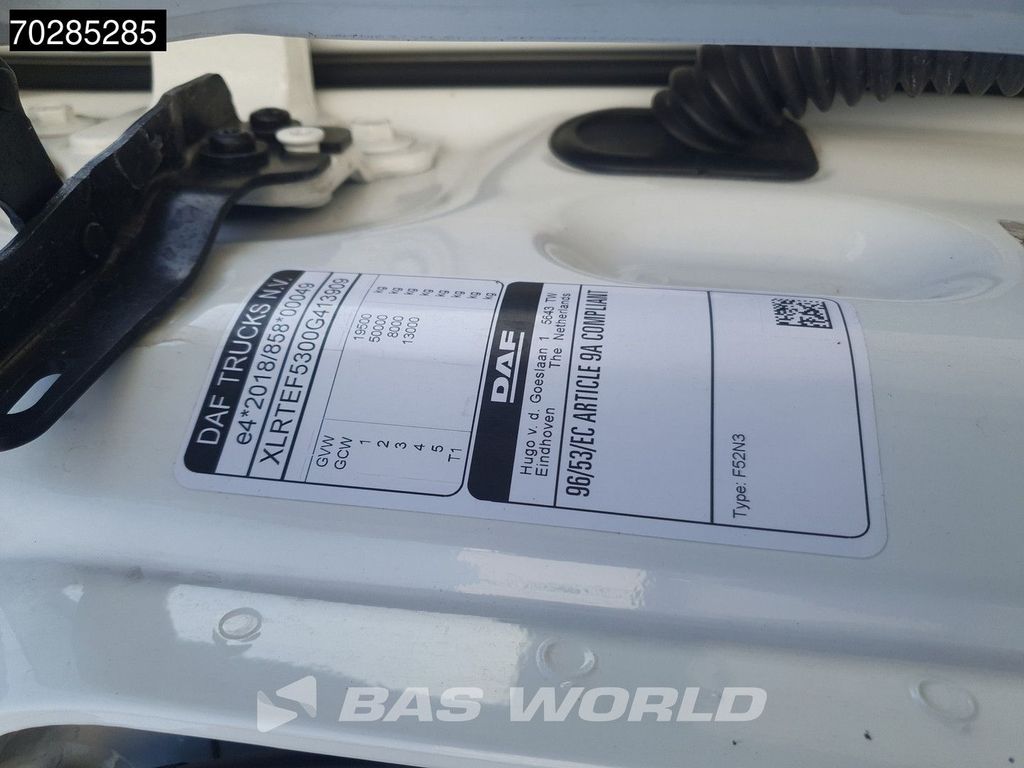 70285285
DAF TRUCKS N.V.
e4*2018/858*00049
XLRTEF5300G413909
GVW 19500 kg
GCW 50000 kg
1 8000 kg
2 13000 kg
3 kg
4 kg
5 kg
T1 kg
DAF
Hugo v. d. Goeslaan 1 5643 TW
Eindhoven The Netherlands
96/53/EC ARTICLE 9A COMPLIANT
Type: F52N3
BAS WORLD